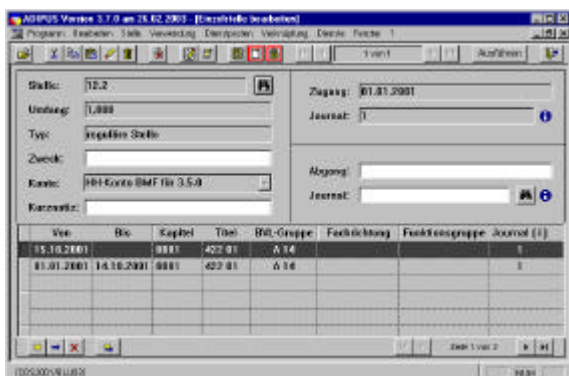 ADIPUS Version 3.7.0 am 26.02.2003 - [Einzelstelle bearbeiten]
Programm Bearbeiten Stelle Verwendung Dienstposten Verknüpfung Dienste Fenster ?
1 von 1 Ausführen
Stelle: 12.2
Umfang: 1,000
Typ: reguläre Stelle
Zweck:
Konto: HH-Konto BMF für 3.5.0
Kurznotiz:
Zugang: 01.01.2001
Journal: 1
Abgang:
Journal:
Von Bis Kapitel Titel BVL-Gruppe Fachrichtung Funktionsgruppe Journal (i)
15.10.2001 0801 422 01 A 14 1
01.01.2001 14.10.2001 0801 422 01 A 14 1
Zeile 1 von 2